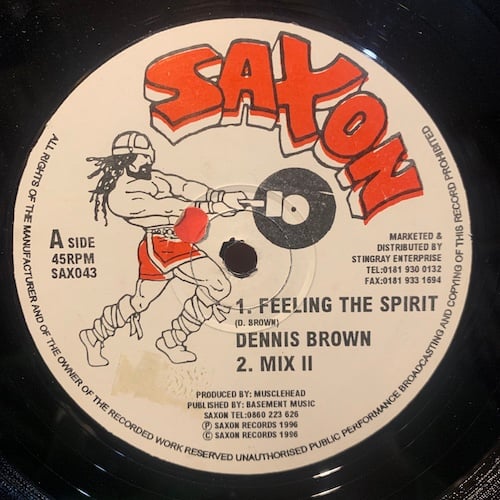 SAXON
10
A SIDE
45RPM
SAX043
MARKETED &
DISTRIBUTED BY
STINGRAY ENTERPRISE
TEL:0181 930 0132
FAX:0181 933 1694
1. FEELING THE SPIRIT
(D. BROWN)
DENNIS BROWN
2. MIX II
PRODUCED BY: MUSCLEHEAD
PUBLISHED BY: BASEMENT MUSIC
SAXON TEL:0860 223 626
Ⓟ SAXON RECORDS 1996
© SAXON RECORDS 1996
ALL RIGHTS OF THE MANUFACTURER AND OF THE OWNER OF THE RECORDED WORK RESERVED UNAUTHORISED PUBLIC PERFORMANCE BROADCASTING AND COPYING OF THIS RECORD PROHIBITED